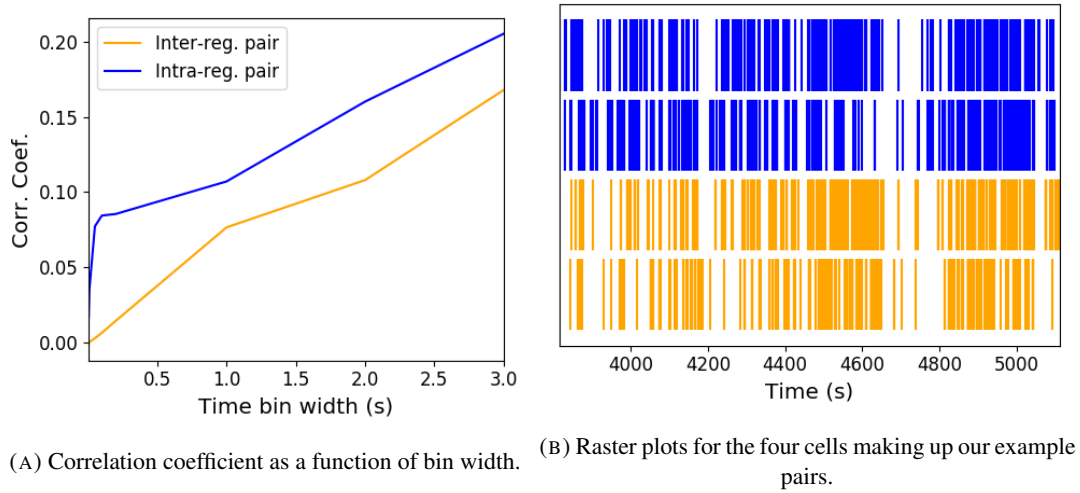 0.20
0.15
0.10
0.05
0.00
Corr. Coef.
Inter-reg. pair
Intra-reg. pair
0.5 1.0 1.5 2.0 2.5 3.0
Time bin width (s)
(A) Correlation coefficient as a function of bin width.
4000 4200 4400 4600 4800 5000
Time (s)
(B) Raster plots for the four cells making up our example
pairs.